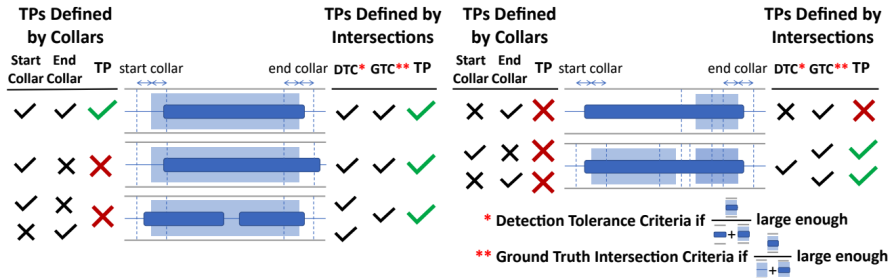 TPs Defined by Collars
Start Collar
End Collar
TP
start collar
end collar
TPs Defined by Intersections
DTC*
GTC**
TP
TPs Defined by Collars
Start Collar
End Collar
TP
start collar
end collar
TPs Defined by Intersections
DTC*
GTC**
TP
* Detection Tolerance Criteria if
+
large enough
** Ground Truth Intersection Criteria if
+
large enough